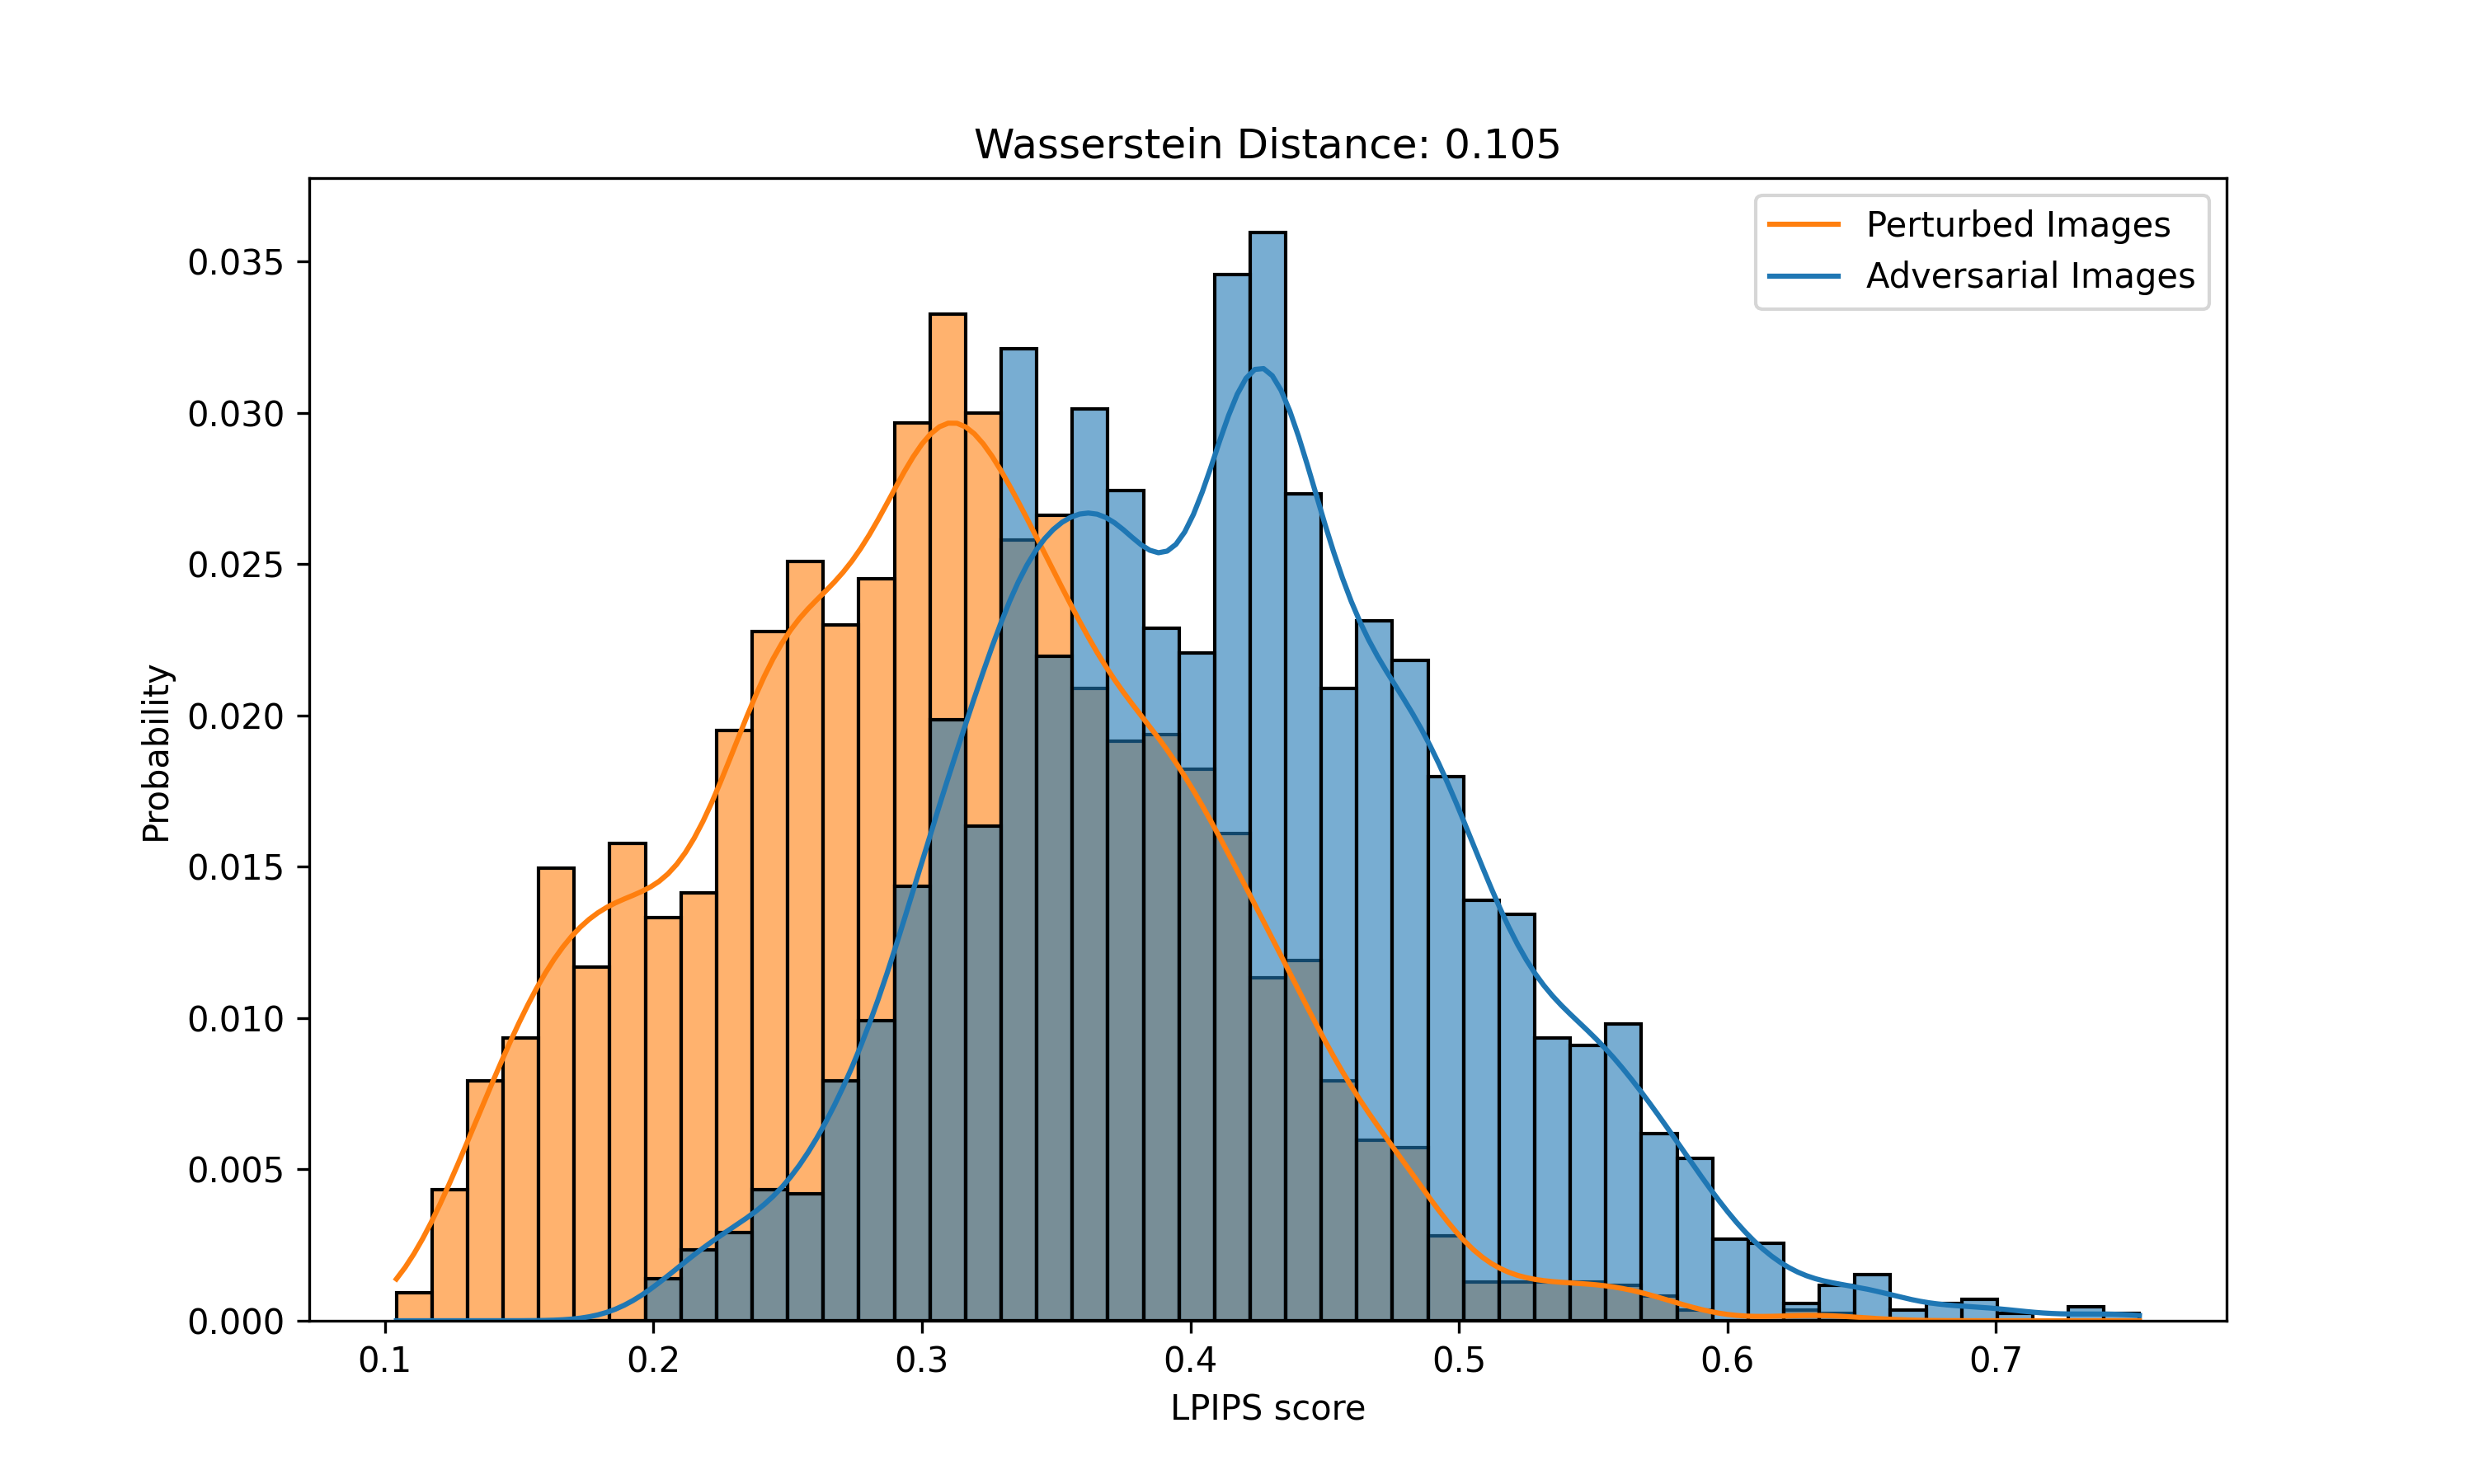 Wasserstein Distance: 0.105
Perturbed Images
Adversarial Images
0.035
0.030
0.025
0.020
0.015
0.010
0.005
0.000
Probability
0.1 0.2 0.3 0.4 0.5 0.6 0.7
LPIPS score